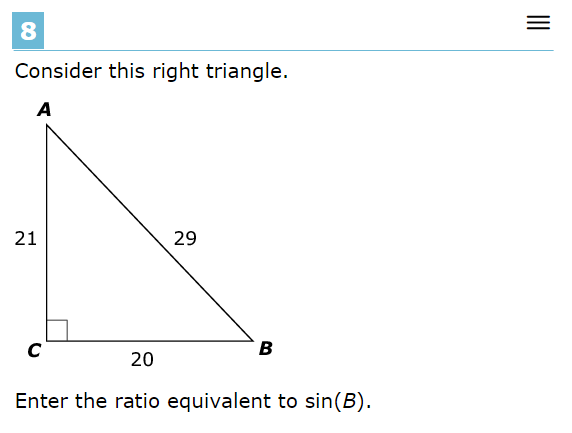 8
Consider this right triangle.
A
21
29
C
B
20
Enter the ratio equivalent to sin(B).